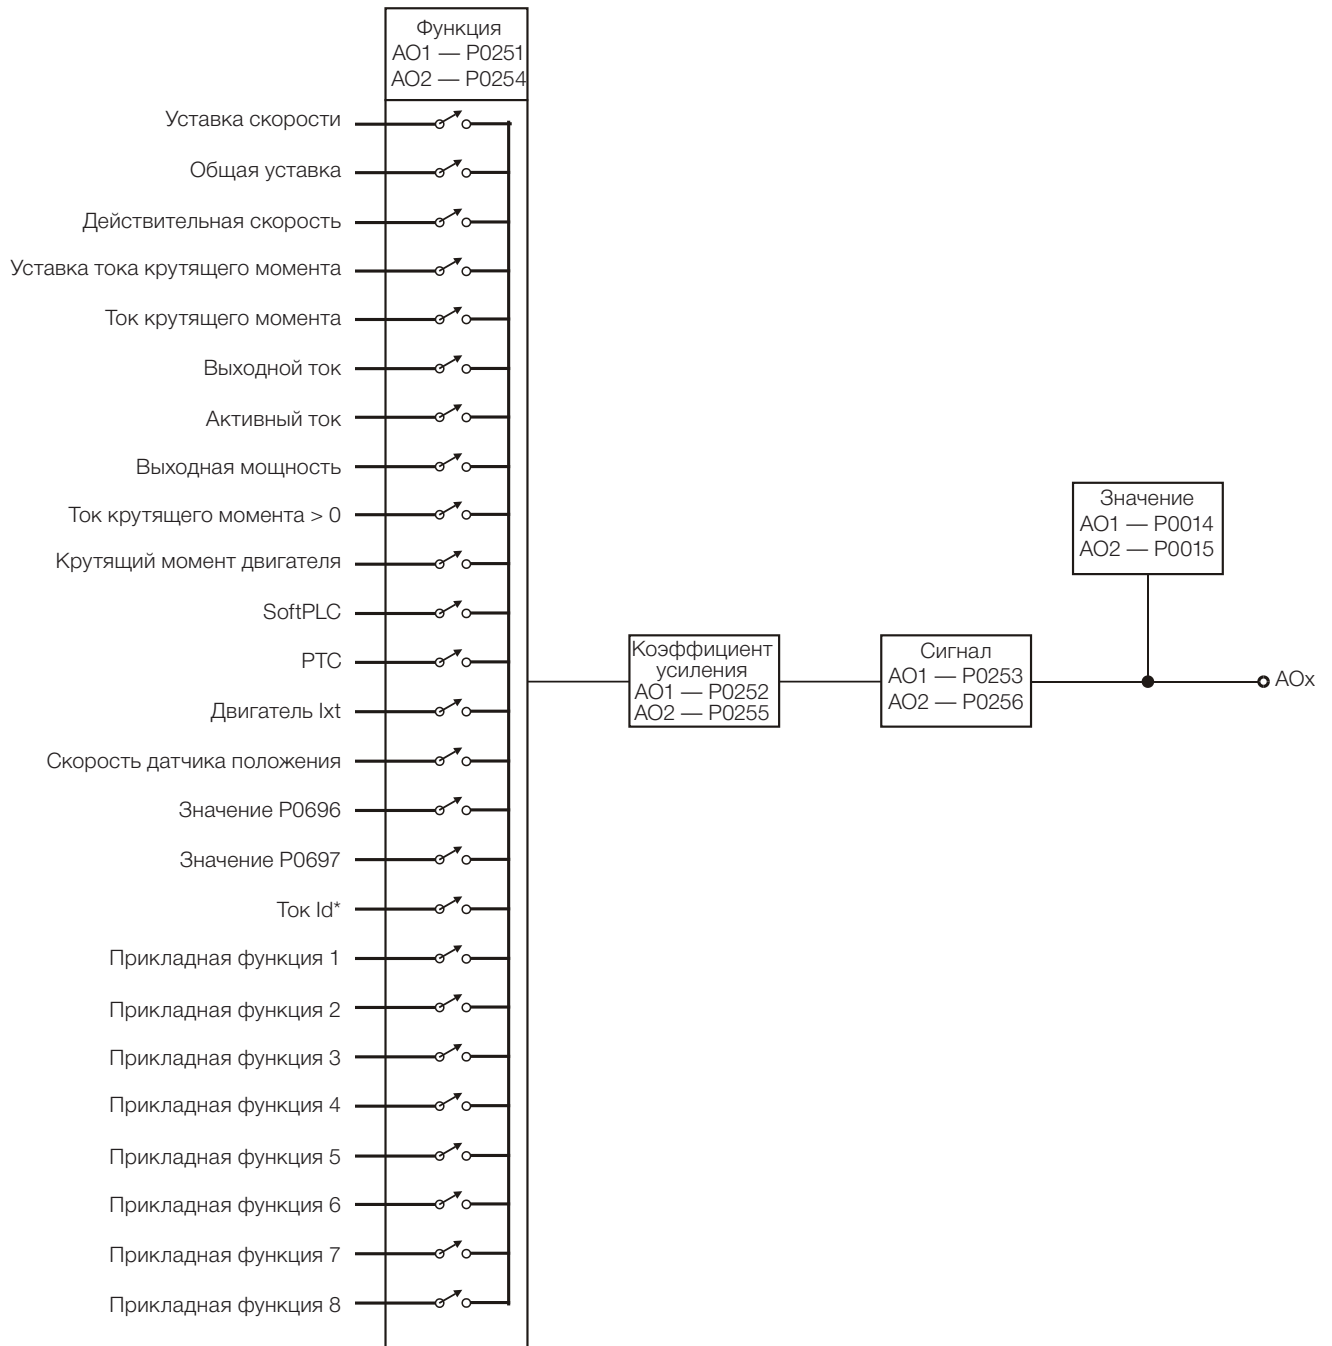 Функция
AO1 — P0251
AO2 — P0254
Уставка скорости
Общая уставка
Действительная скорость
Уставка тока крутящего момента
Ток крутящего момента
Выходной ток
Активный ток
Выходная мощность
Ток крутящего момента > 0
Крутящий момент двигателя
SoftPLC
PTC
Двигатель Ixt
Скорость датчика положения
Значение P0696
Значение P0697
Ток Id*
Прикладная функция 1
Прикладная функция 2
Прикладная функция 3
Прикладная функция 4
Прикладная функция 5
Прикладная функция 6
Прикладная функция 7
Прикладная функция 8
Коэффициент
усиления
AO1 — P0252
AO2 — P0255
Сигнал
AO1 — P0253
AO2 — P0256
Значение
AO1 — P0014
AO2 — P0015
AOx